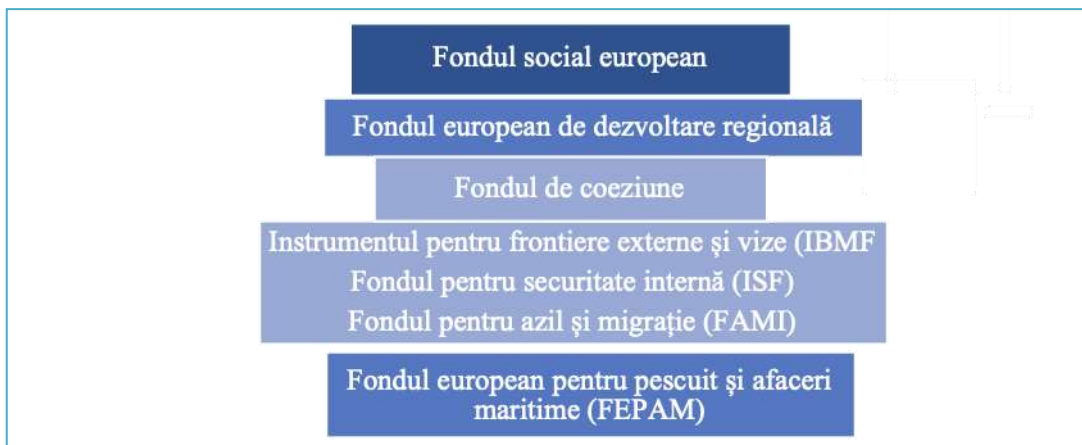 Fondul social european
Fondul european de dezvoltare regională
Fondul de coeziune
Instrumentul pentru frontiere externe și vize (IBMF
Fondul pentru securitate internă (ISF)
Fondul pentru azil și migrație (FAMI)
Fondul european pentru pescuit și afaceri
maritime (FEPAM)